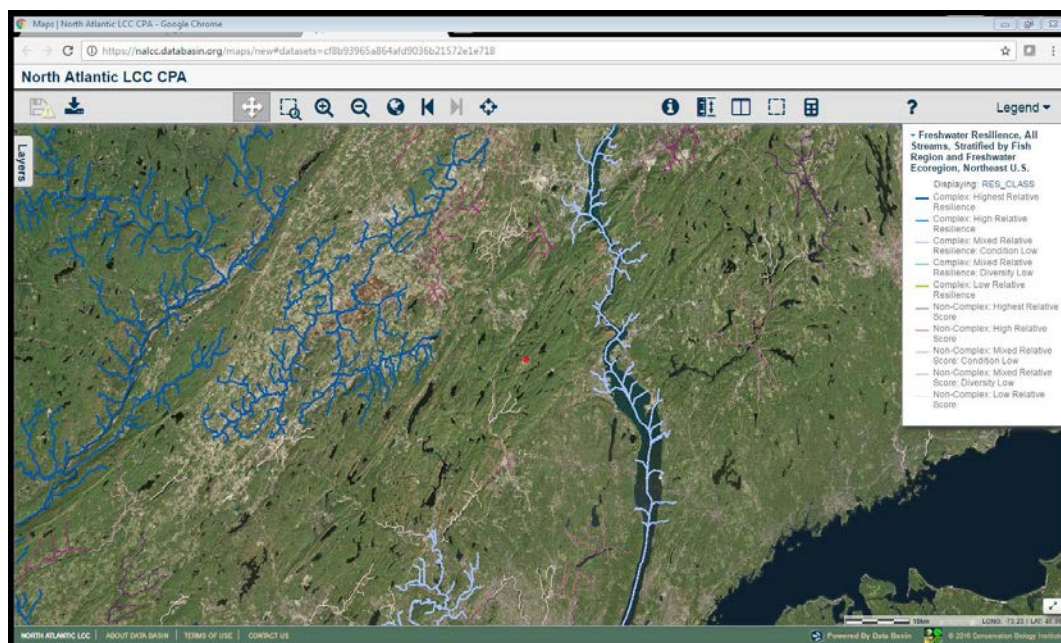 Maps | North Atlantic LCC CPA - Google Chrome
https://nalcc.databasin.org/maps/new#datasets=cf8b93965a864afd9036b21572e1e718
North Atlantic LCC CPA
? Legend
Layers
Freshwater Resilience, All
Streams, Stratified by Fish
Region and Freshwater
Ecoregion, Northeast U.S.
Displaying: RES_CLASS
Complex: Highest Relative
Resilience
Complex: High Relative
Resilience
Complex: Mixed Relative
Resilience: Condition Low
Complex: Mixed Relative
Resilience: Diversity Low
Complex: Low Relative
Resilience
Non-Complex: Highest Relative
Score
Non-Complex: High Relative
Score
Non-Complex: Mixed Relative
Score: Condition Low
Non-Complex: Mixed Relative
Score: Diversity Low
Non-Complex: Low Relative
Score
10km LONG: -73.23 | LAT:
NORTH ATLANTIC LCC | ABOUT DATA BASIN | TERMS OF USE | CONTACT US
Powered By Data Basin © 2016 Conservation Biology